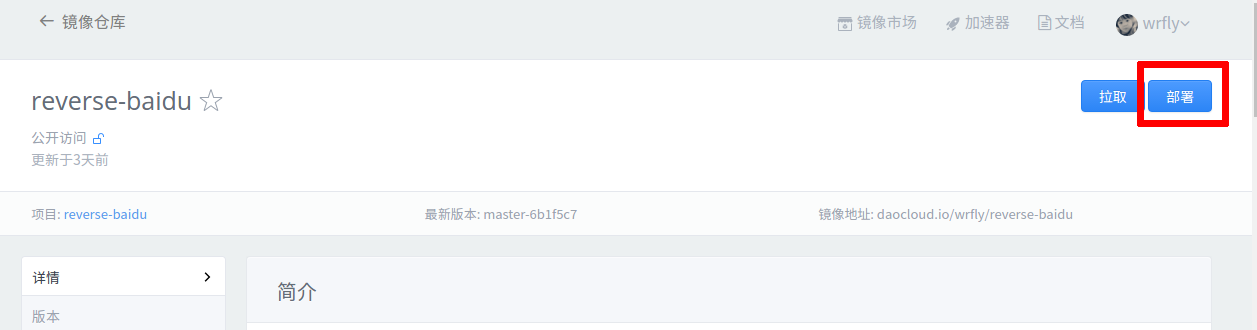 镜像仓库 镜像市场 加速器 文档 wrfly
reverse-baidu 拉取 部署
公开访问
更新于3天前
项目: reverse-baidu 最新版本: master-6b1f5c7 镜像地址: daocloud.io/wrfly/reverse-baidu
详情
简介
版本